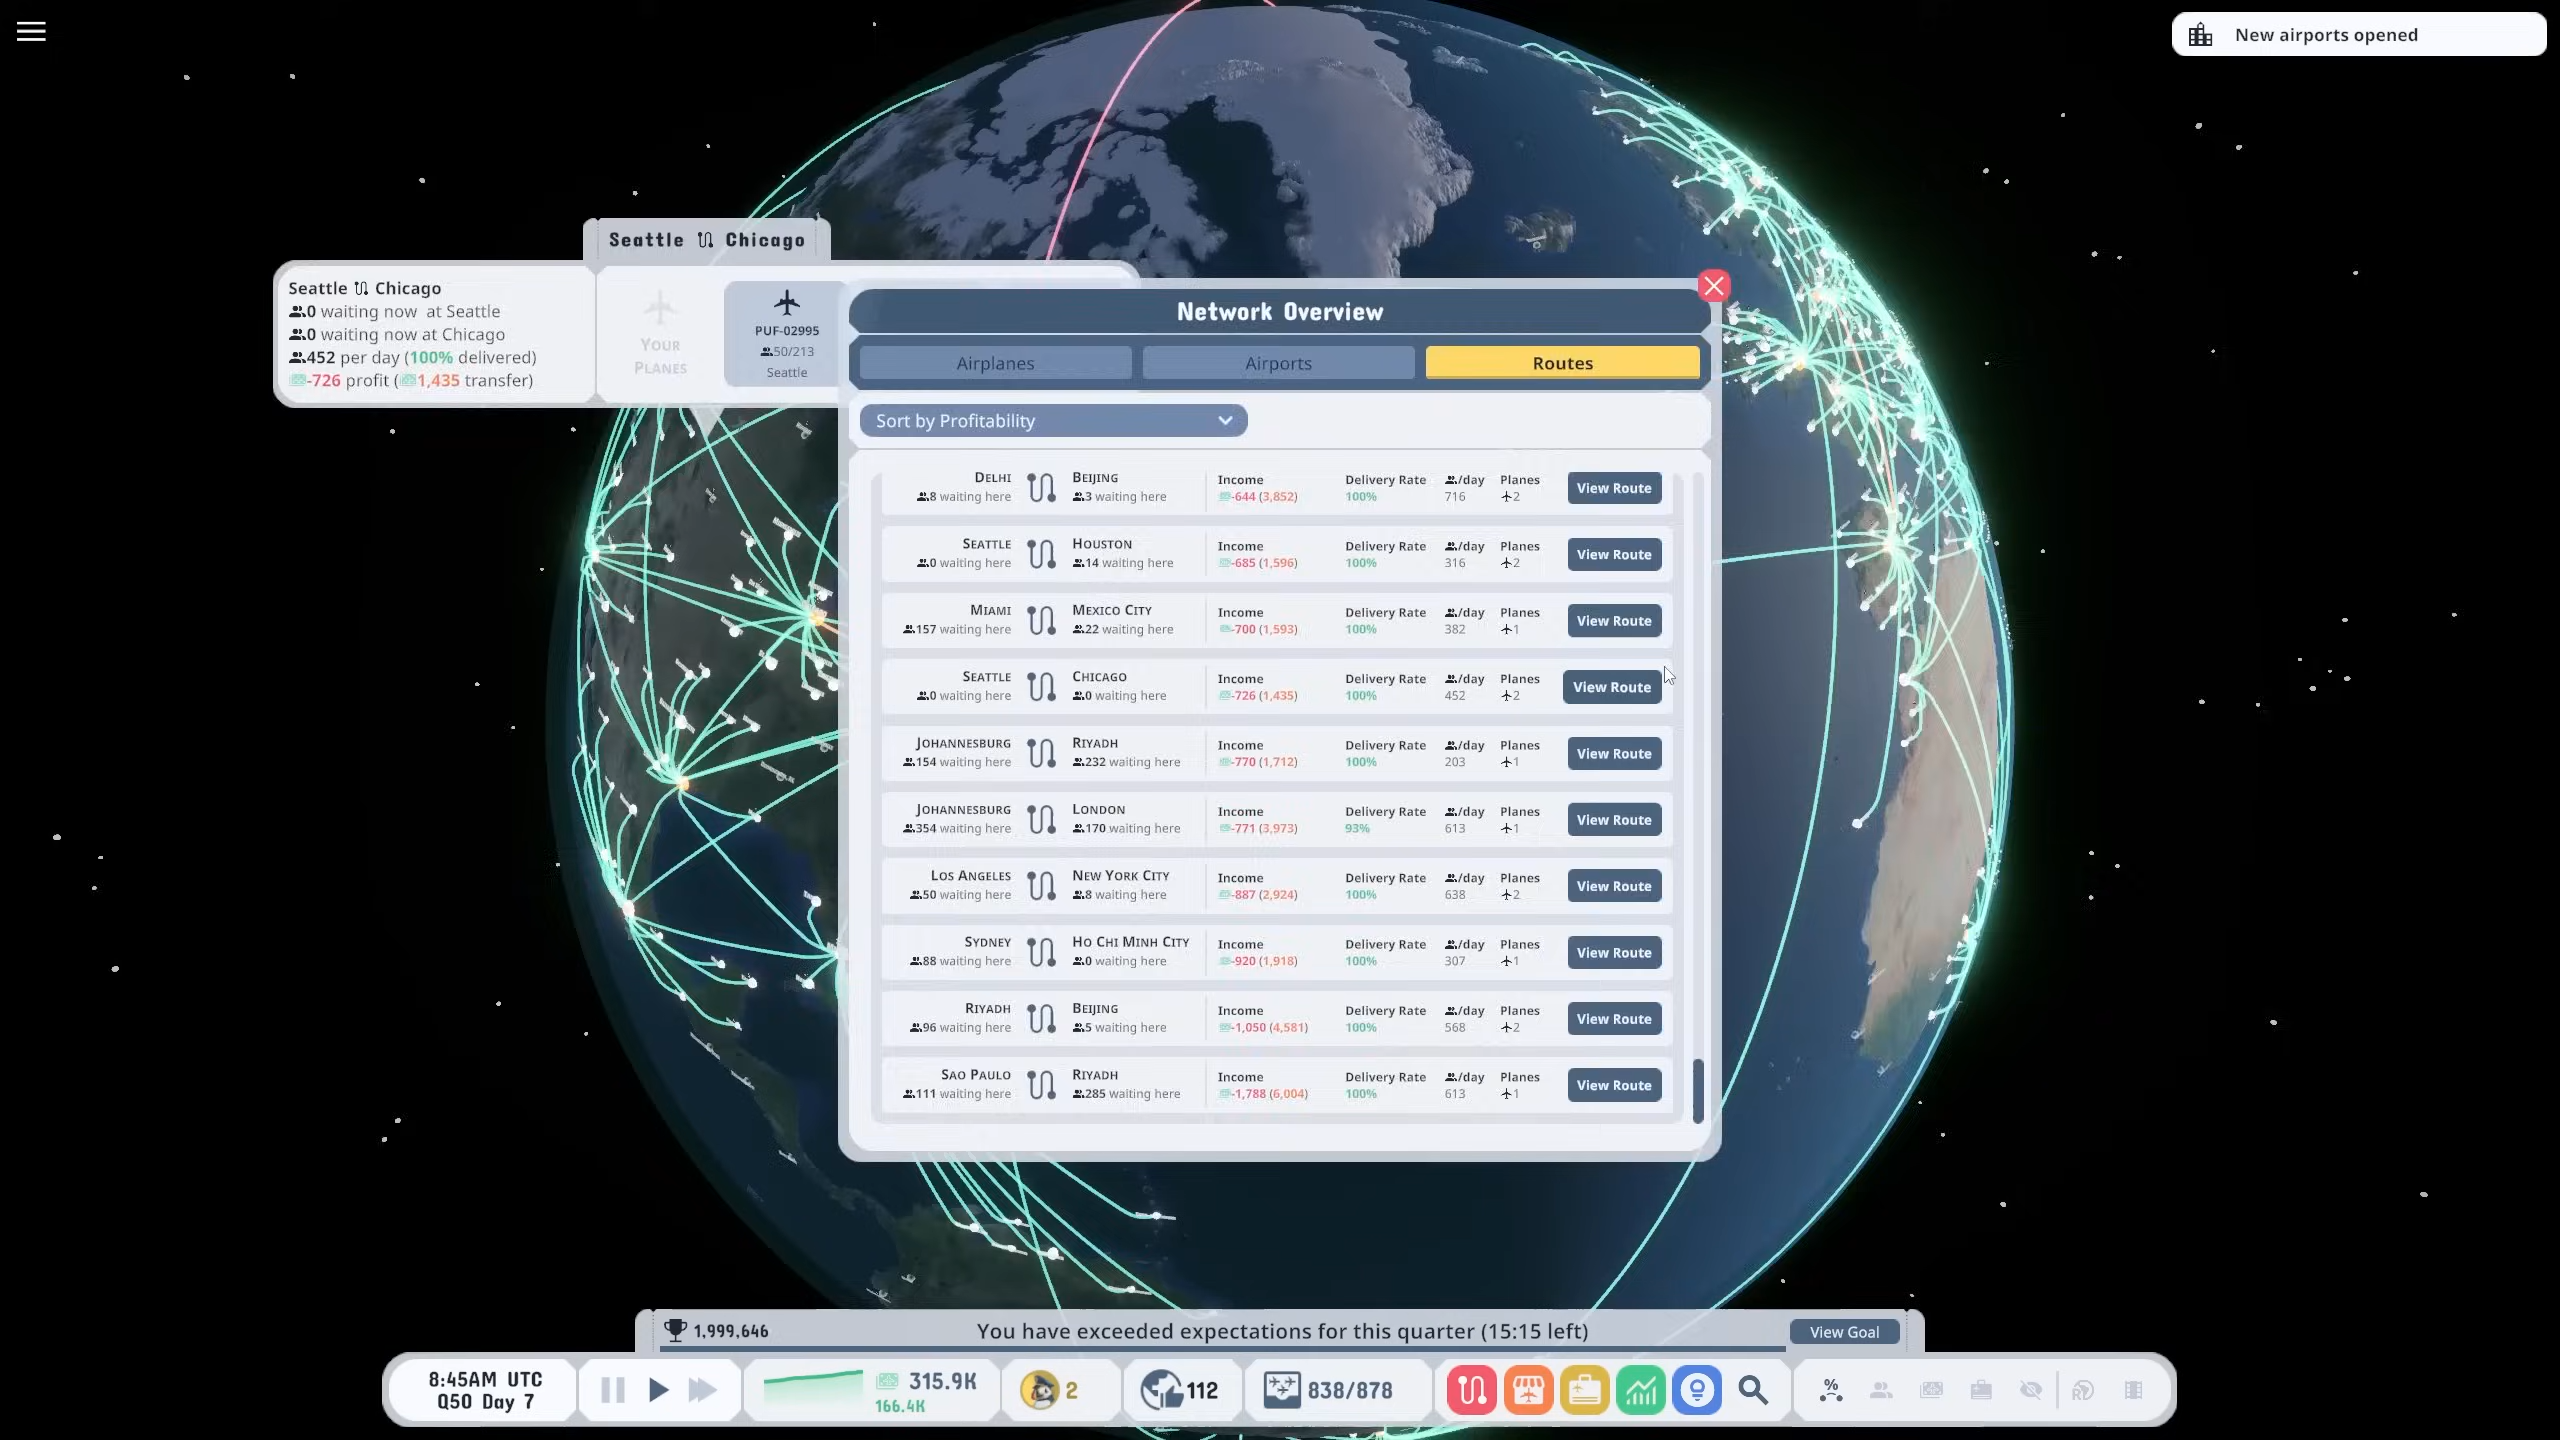 New airports opened
Seattle Chicago
Seattle Chicago
0 waiting now at Seattle
0 waiting now at Chicago
452 per day (100% delivered)
-726 profit (1,435 transfer)
YOUR
PLANES
PUF-02995
50/213
Seattle
Network Overview
Airplanes Airports Routes
Sort by Profitability
DELHI BEIJING Income Delivery Rate /day Planes View Route
8 waiting here 3 waiting here -644 (3,852) 100% 716 2
SEATTLE HOUSTON Income Delivery Rate /day Planes View Route
0 waiting here 14 waiting here -685 (1,596) 100% 316 2
MIAMI MEXICO CITY Income Delivery Rate /day Planes View Route
157 waiting here 22 waiting here -700 (1,593) 100% 382 1
SEATTLE CHICAGO Income Delivery Rate /day Planes View Route
0 waiting here 0 waiting here -726 (1,435) 100% 452 2
JOHANNESBURG RIYADH Income Delivery Rate /day Planes View Route
154 waiting here 232 waiting here -770 (1,712) 100% 203 1
JOHANNESBURG LONDON Income Delivery Rate /day Planes View Route
354 waiting here 170 waiting here -771 (3,973) 93% 613 1
LOS ANGELES NEW YORK CITY Income Delivery Rate /day Planes View Route
50 waiting here 8 waiting here -887 (2,924) 100% 638 2
SYDNEY HO CHI MINH CITY Income Delivery Rate /day Planes View Route
88 waiting here 0 waiting here -920 (1,918) 100% 307 1
RIYADH BEIJING Income Delivery Rate /day Planes View Route
96 waiting here 5 waiting here -1,050 (4,581) 100% 568 2
SAO PAULO RIYADH Income Delivery Rate /day Planes View Route
111 waiting here 285 waiting here -1,788 (6,004) 100% 613 1
1,999,646 You have exceeded expectations for this quarter (15:15 left) View Goal
8:45AM UTC
Q50 Day 7
315.9K
166.4K
2
112
838/878
%